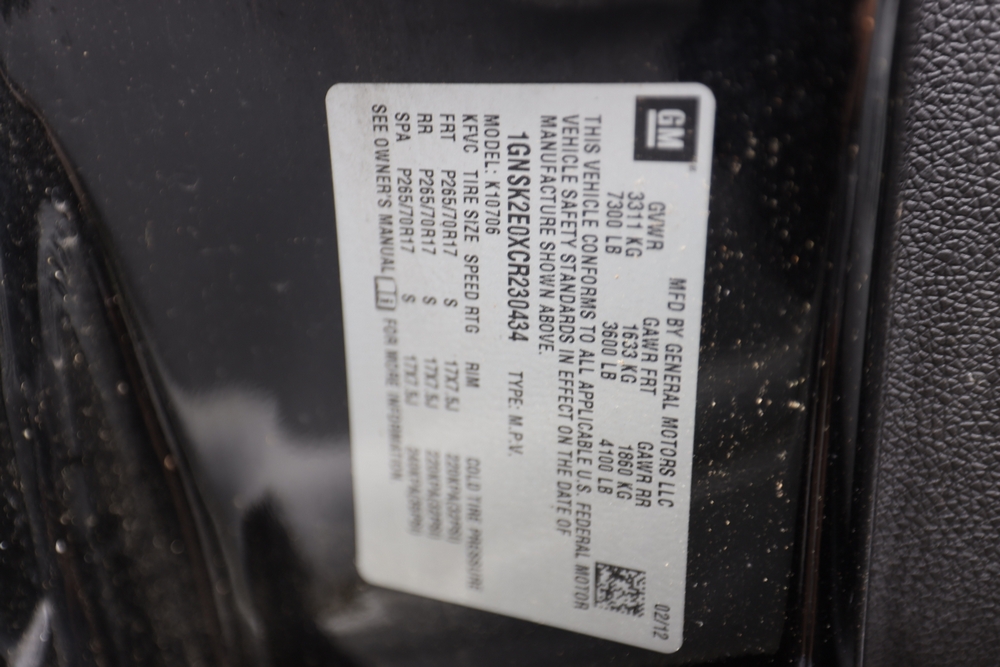 GM
MFD BY GENERAL MOTORS LLC 02/12
GVWR GAWR FRT GAWR RR
3311 KG 1633 KG 1860 KG
7300 LB 3600 LB 4100 LB
THIS VEHICLE CONFORMS TO ALL APPLICABLE U.S. FEDERAL MOTOR
VEHICLE SAFETY STANDARDS IN EFFECT ON THE DATE OF
MANUFACTURE SHOWN ABOVE.
1GNSK2E0XCR230434 TYPE: M.P.V.
MODEL: K10706
KFVC TIRE SIZE SPEED RTG RIM COLD TIRE PRESSURE
FRT P265/70R17 S 17X7.5J 220KPA(32PSI)
RR P265/70R17 S 17X7.5J 220KPA(32PSI)
SPA P265/70R17 S 17X7.5J
SEE OWNER'S MANUAL FOR MORE INFORMATION